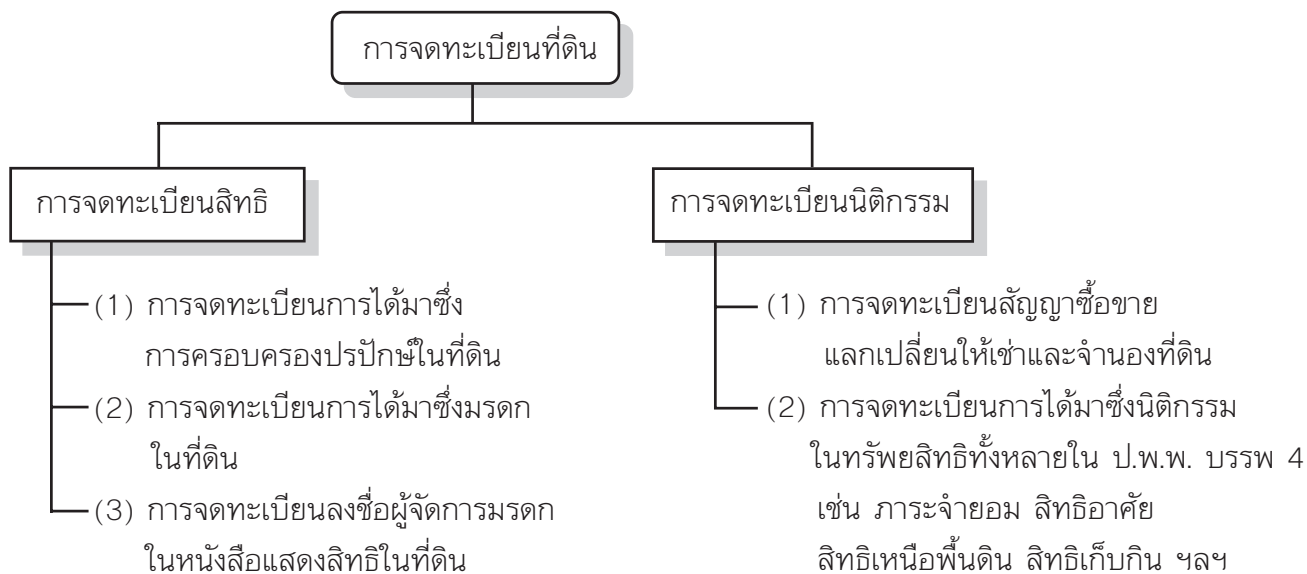 การจดทะเบียนที่ดิน
การจดทะเบียนสิทธิ
(1) การจดทะเบียนการได้มาซึ่ง
การครอบครองปรปักษ์ในที่ดิน
(2) การจดทะเบียนการได้มาซึ่งมรดก
ในที่ดิน
(3) การจดทะเบียนลงชื่อผู้จัดการมรดก
ในหนังสือแสดงสิทธิในที่ดิน
การจดทะเบียนนิติกรรม
(1) การจดทะเบียนสัญญาซื้อขาย
แลกเปลี่ยนให้เช่าและจำนองที่ดิน
(2) การจดทะเบียนการได้มาซึ่งนิติกรรม
ในทรัพยสิทธิทั้งหลายใน ป.พ.พ. บรรพ 4
เช่น ภาระจำยอม สิทธิอาศัย
สิทธิเหนือพื้นดิน สิทธิเก็บกิน ฯลฯ